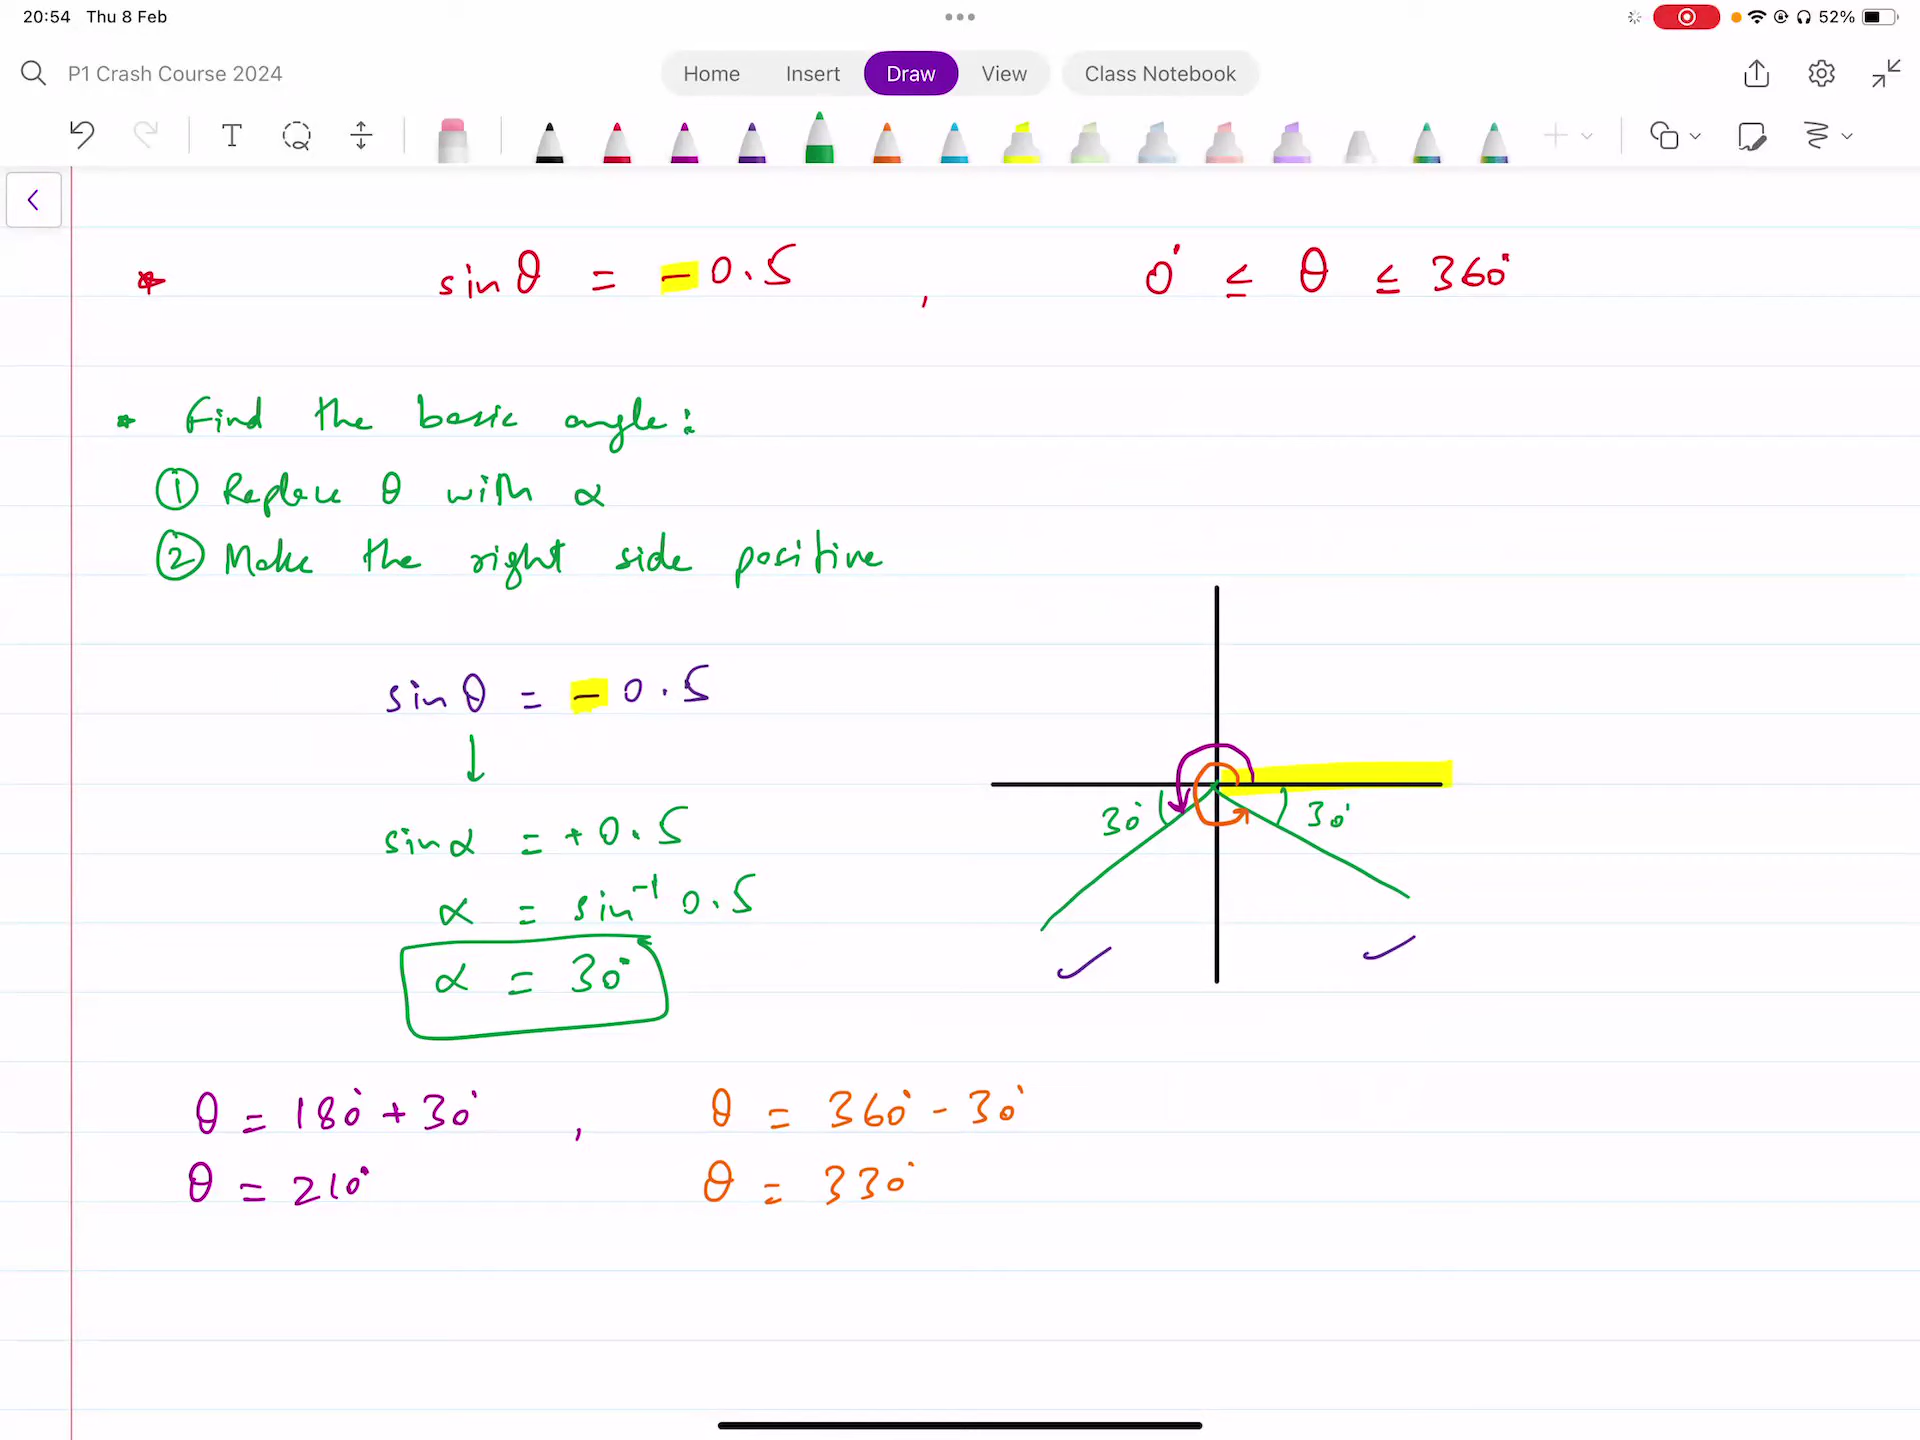 20:54 Thu 8 Feb 52%
P1 Crash Course 2024 Home Insert Draw View Class Notebook
* sin θ = - 0.5 , 0° ≤ θ ≤ 360°
* Find the basic angle:
① Replace θ with α
② Make the right side positive
sin θ = - 0.5
↓
sin α = + 0.5
α = sin⁻¹ 0.5
α = 30°
30° 30°
θ = 180° + 30° , θ = 360° - 30°
θ = 210° θ = 330°